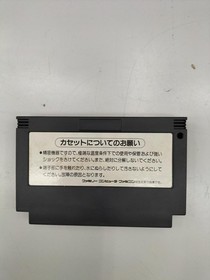 カセットについてのお願い
●精密機器ですので、極端な温度条件下での使用や保管および強い
ショックをさけてください。また、絶対に分解しないでください。
●端子部に手を触れたり、水にぬらしたりして汚さないようにして
ください。故障の原因となります。